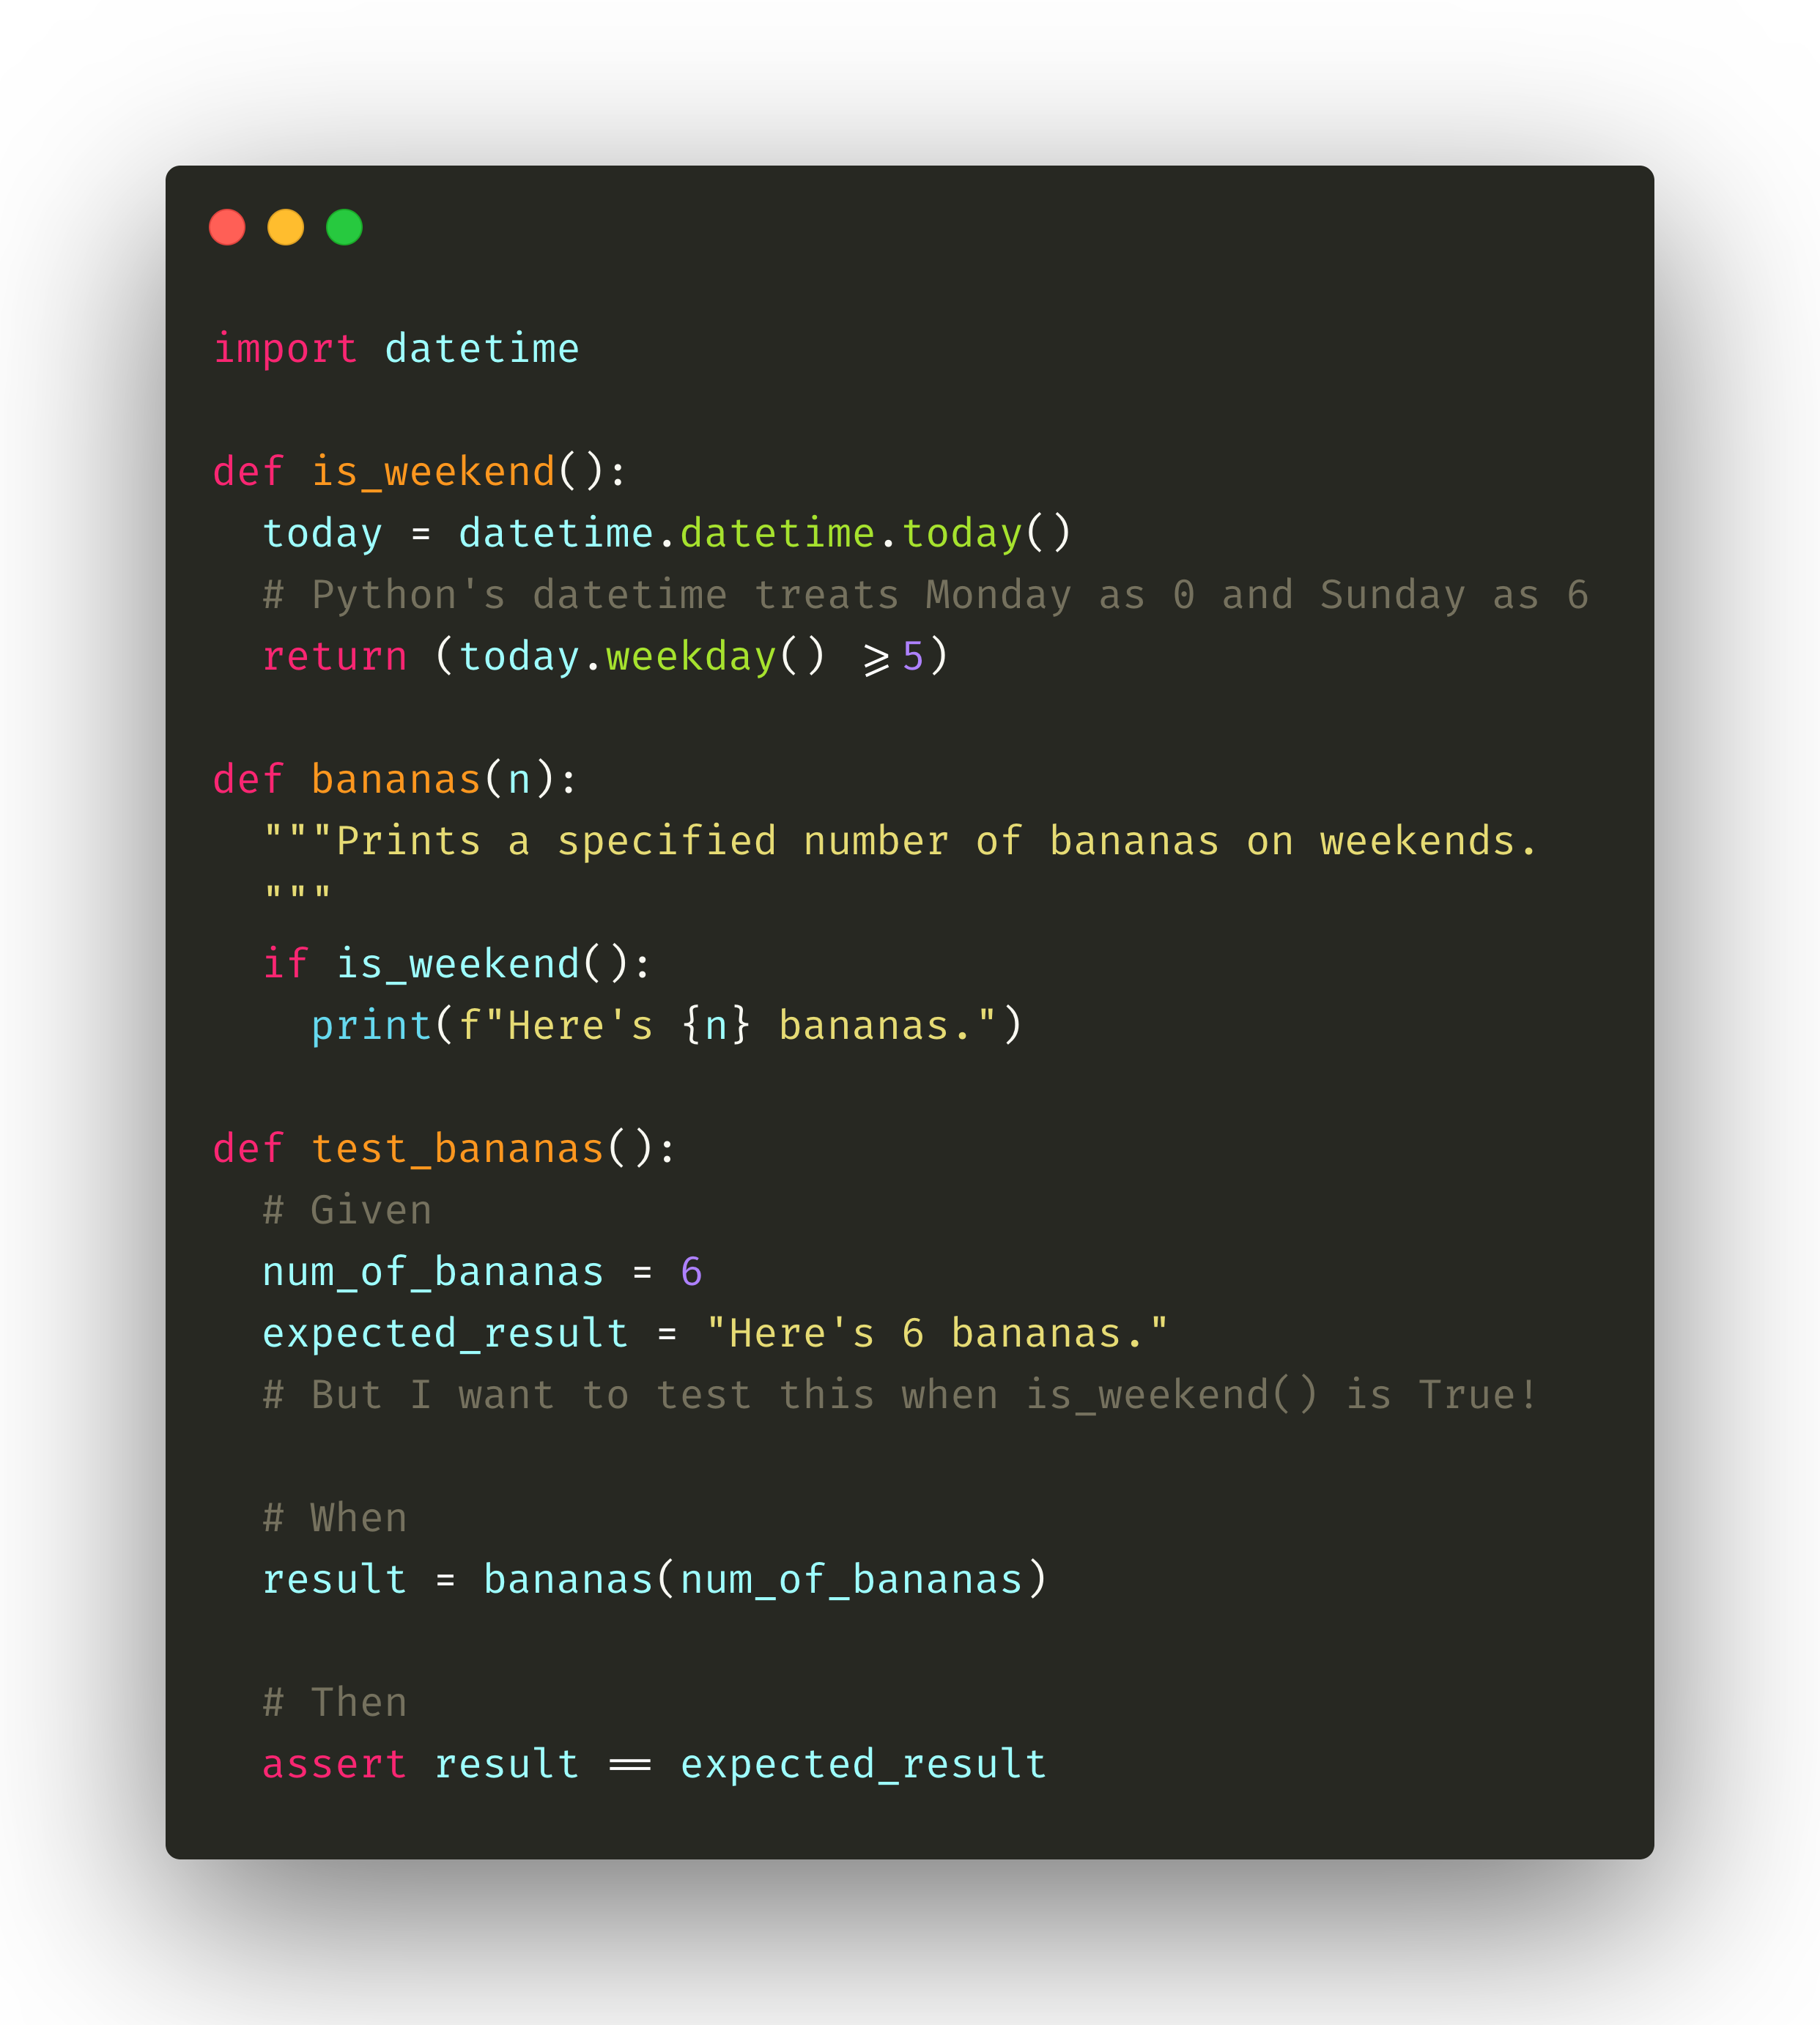 import datetime
def is_weekend():
  today = datetime.datetime.today()
  # Python's datetime treats Monday as 0 and Sunday as 6
  return (today.weekday() >=5)
def bananas(n):
  """Prints a specified number of bananas on weekends.
  """
  if is_weekend():
    print(f"Here's {n} bananas.")
def test_bananas():
  # Given
  num_of_bananas = 6
  expected_result = "Here's 6 bananas."
  # But I want to test this when is_weekend() is True!
  # When
  result = bananas(num_of_bananas)
  # Then
  assert result == expected_result